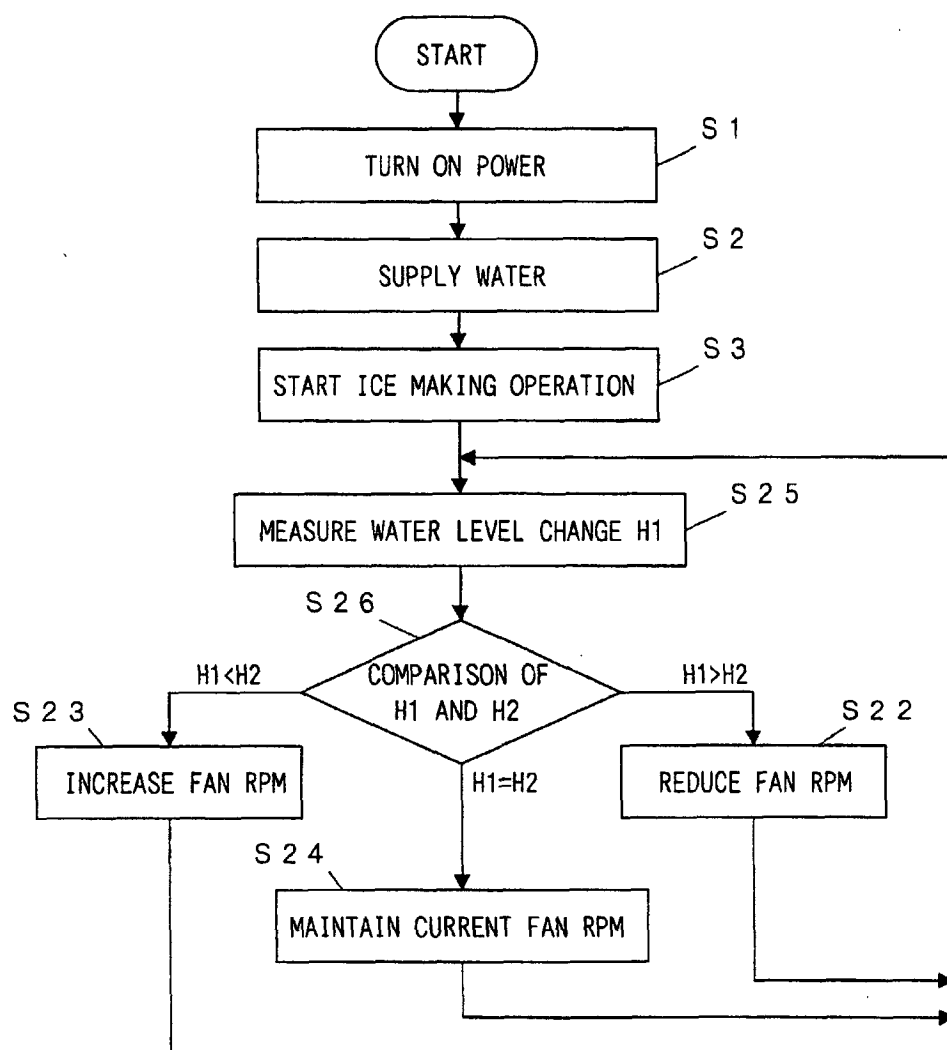 START
S 1
TURN ON POWER
S 2
SUPPLY WATER
S 3
START ICE MAKING OPERATION
S 2 5
MEASURE WATER LEVEL CHANGE H1
S 2 6
COMPARISON OF
H1 AND H2
H1<H2
H1>H2
H1=H2
S 2 3
INCREASE FAN RPM
S 2 2
REDUCE FAN RPM
S 2 4
MAINTAIN CURRENT FAN RPM